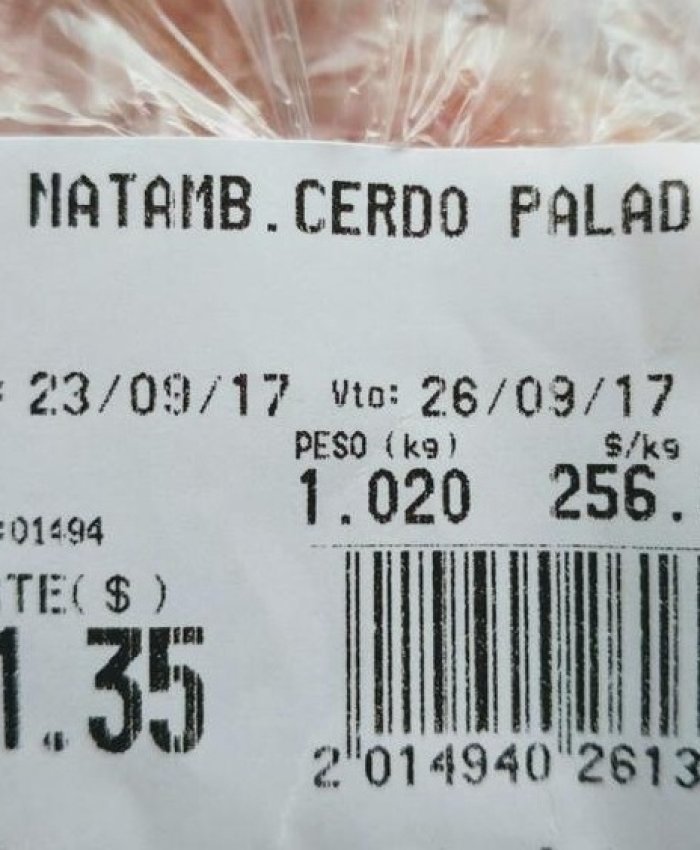 MATAMB.CERDO PALAD
: 23/09/17 Vto: 26/09/17
PESO (kg) $/kg
1.020 256.
:01494
TE($)
1.35
2 014940 2613